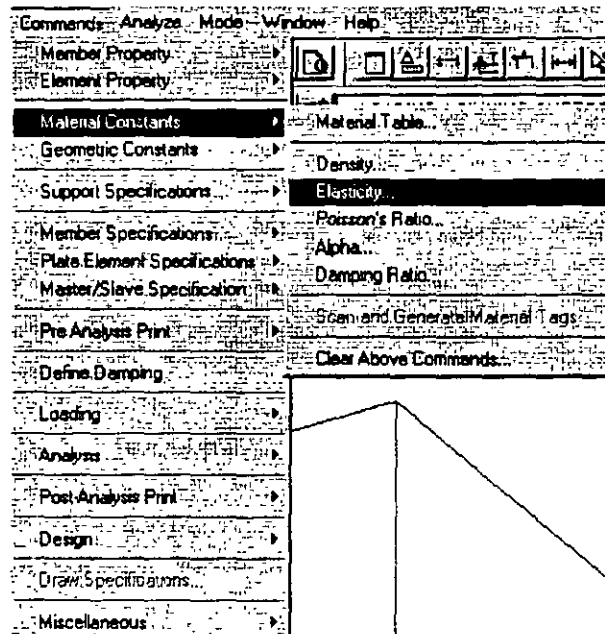 Commands Analyze Mode Window Help
Member Property
Element Property
Material Constants
Geometric Constants
Support Specifications
Member Specifications
Plate Element Specifications
Master/Slave Specification
Pre Analysis Print
Define Damping
Loading
Analysis
Post-Analysis Print
Design
Draw Specifications...
Miscellaneous
Material Table...
Density...
Elasticity...
Poisson's Ratio...
Alpha...
Damping Ratio
Scan and Generate Material Tags
Clear Above Commands...